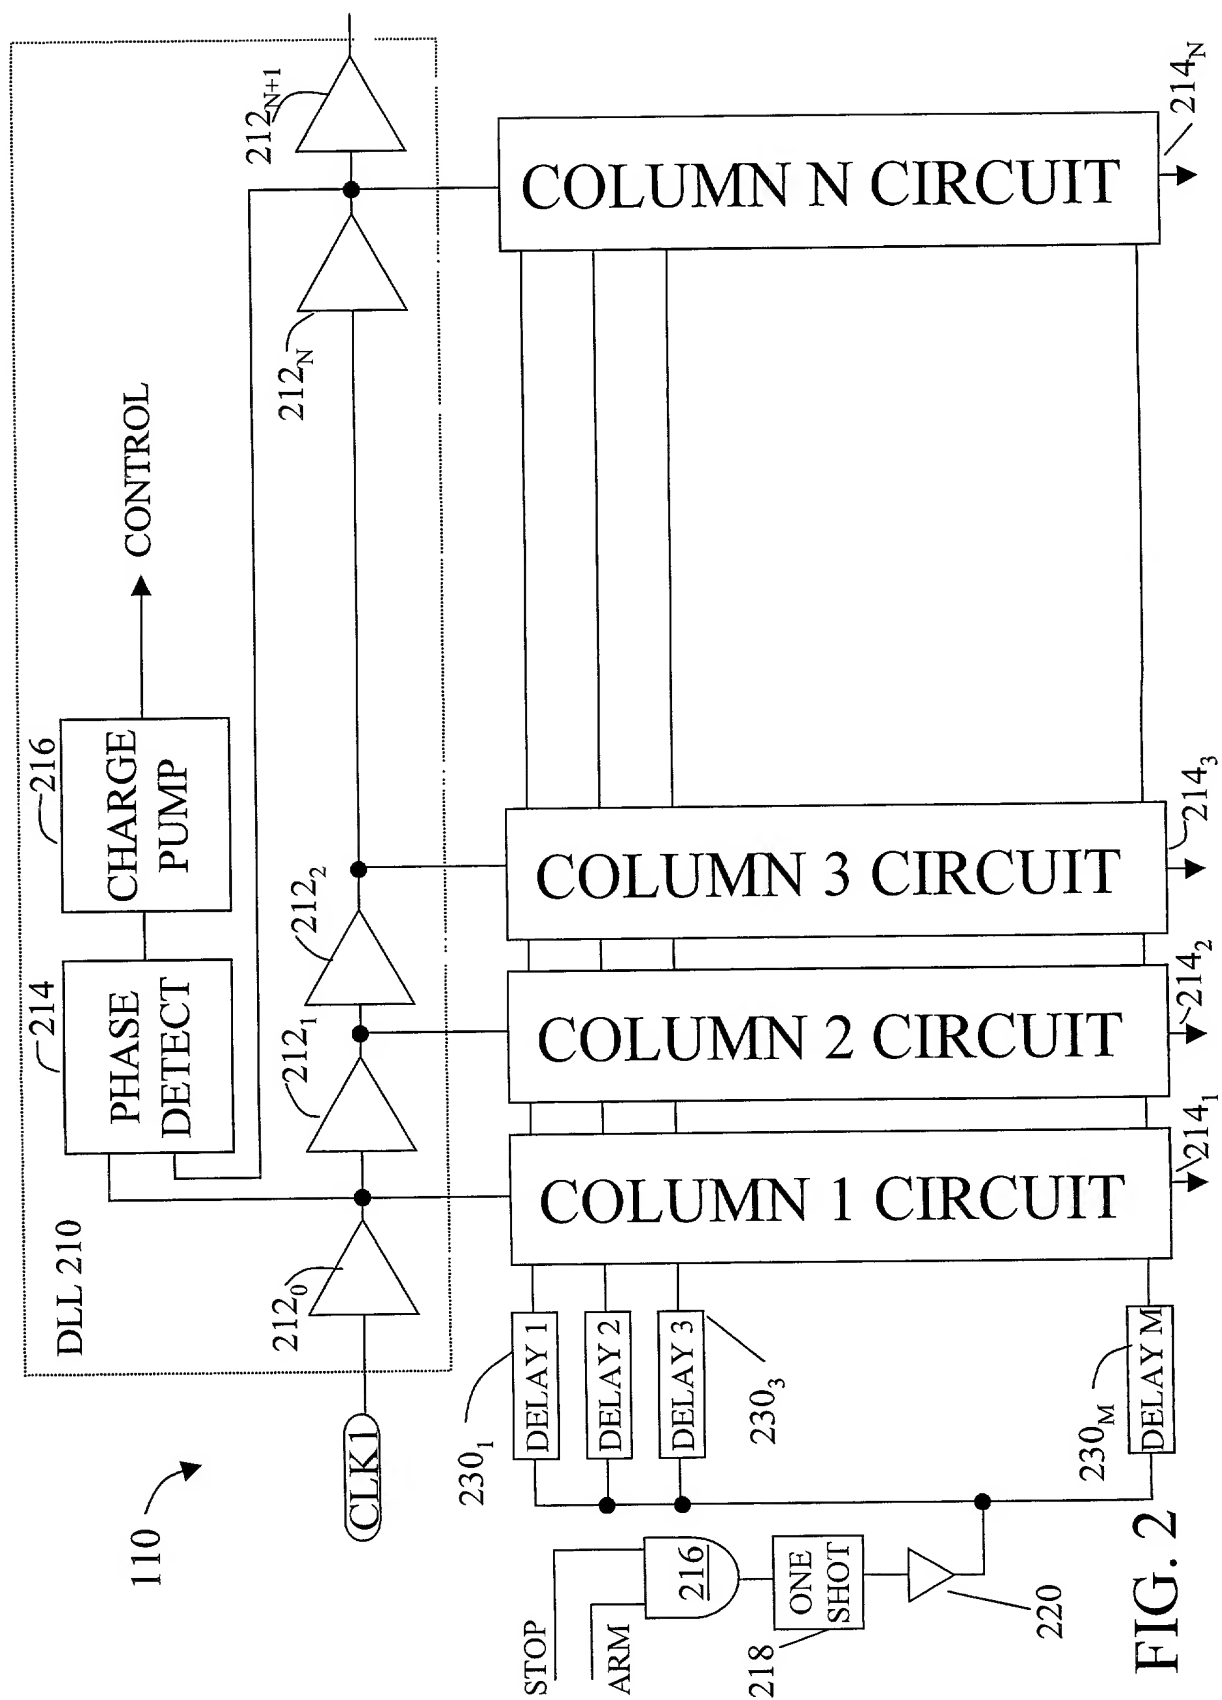 110
CLK1
DLL 210
212₀
212₁
212₂
212N
212N+1
214
PHASE
DETECT
216
CHARGE
PUMP
CONTROL
COLUMN 1 CIRCUIT
COLUMN 2 CIRCUIT
COLUMN 3 CIRCUIT
COLUMN N CIRCUIT
214₁
214₂
214₃
214N
230₁
DELAY 1
DELAY 2
DELAY 3
230₃
230M
DELAY M
STOP
ARM
216
ONE
SHOT
218
220
FIG. 2